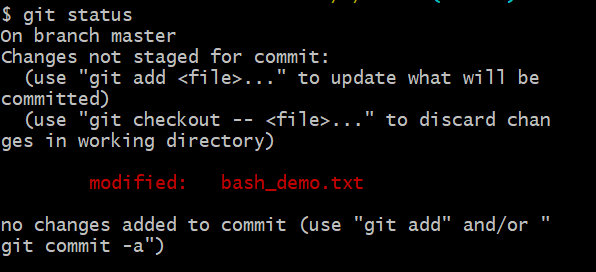 $ git status
On branch master
Changes not staged for commit:
  (use "git add <file>..." to update what will be
committed)
  (use "git checkout -- <file>..." to discard chan
ges in working directory)
        modified:   bash_demo.txt
no changes added to commit (use "git add" and/or "
git commit -a")